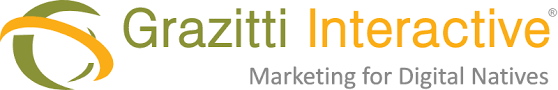 Grazitti Interactive®
Marketing for Digital Natives